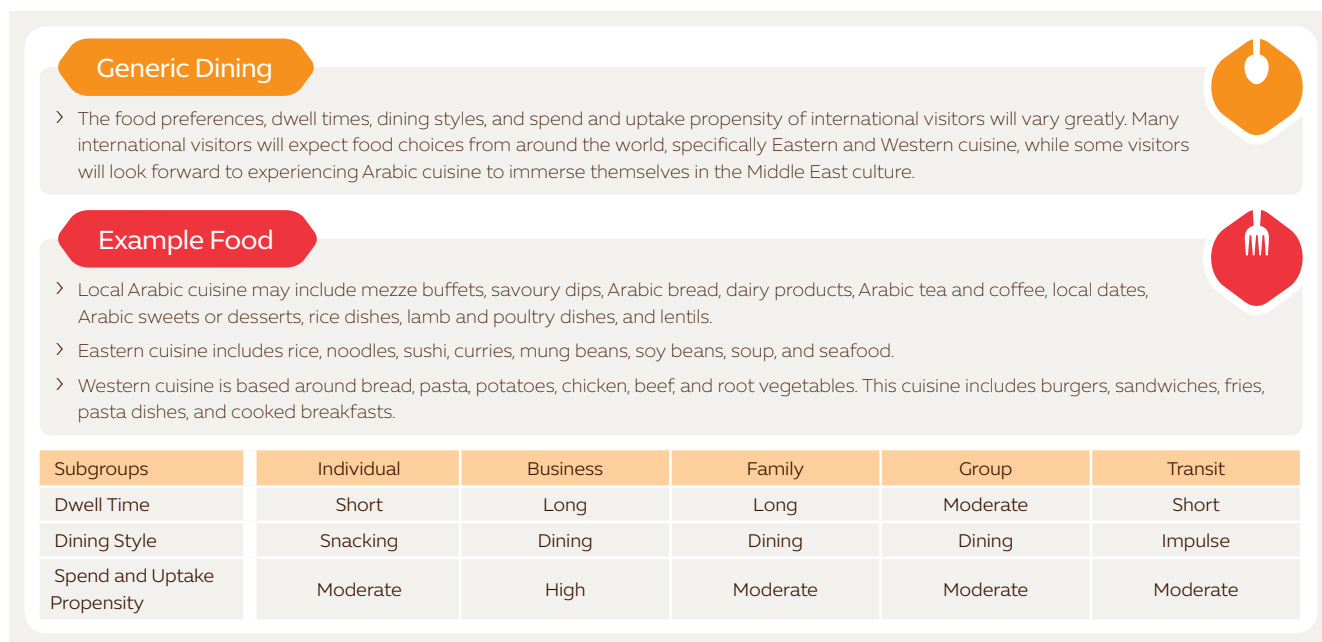 Generic Dining
› The food preferences, dwell times, dining styles, and spend and uptake propensity of international visitors will vary greatly. Many
international visitors will expect food choices from around the world, specifically Eastern and Western cuisine, while some visitors
will look forward to experiencing Arabic cuisine to immerse themselves in the Middle East culture.
Example Food
› Local Arabic cuisine may include mezze buffets, savoury dips, Arabic bread, dairy products, Arabic tea and coffee, local dates,
Arabic sweets or desserts, rice dishes, lamb and poultry dishes, and lentils.
› Eastern cuisine includes rice, noodles, sushi, curries, mung beans, soy beans, soup, and seafood.
› Western cuisine is based around bread, pasta, potatoes, chicken, beef, and root vegetables. This cuisine includes burgers, sandwiches, fries,
pasta dishes, and cooked breakfasts.
Subgroups Individual Business Family Group Transit
Dwell Time Short Long Long Moderate Short
Dining Style Snacking Dining Dining Dining Impulse
Spend and Uptake
Propensity Moderate High Moderate Moderate Moderate